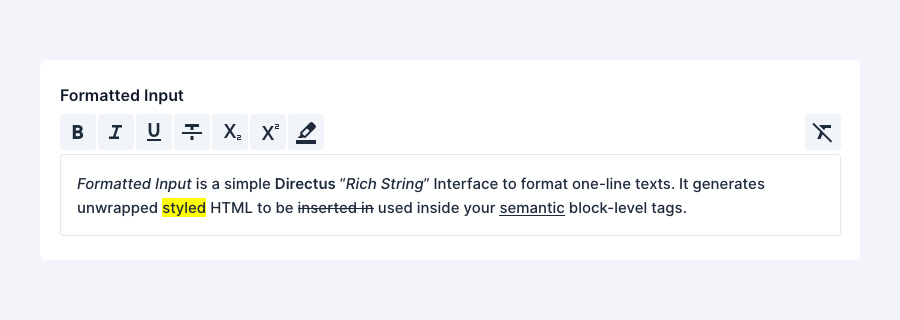 Formatted Input
B I U T X₂ X² T
Formatted Input is a simple Directus “Rich String” Interface to format one-line texts. It generates
unwrapped styled HTML to be inserted in used inside your semantic block-level tags.